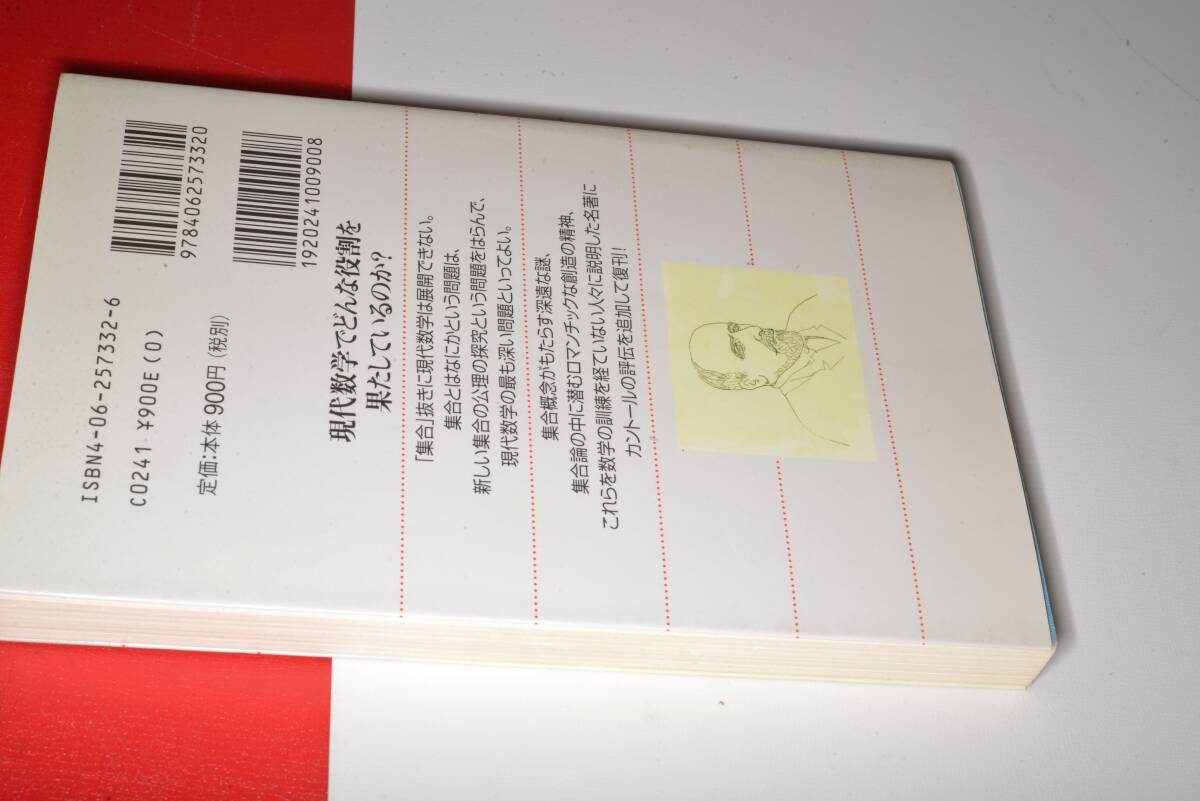 9784062573320
1920241009008
ISBN4-06-257332-6
C0241 ¥900E (0)
定価:本体900円(税別)
現代数学でどんな役割を
果たしているのか?
「集合」抜きに現代数学は展開できない。
集合とはなにかという問題は、
新しい集合の公理の探究という問題をはらんで、
現代数学の最も深い問題といってよい。
集合概念がもたらす深遠な謎、
集合論の中に潜むロマンチックな創造の精神、
これらを数学の訓練を経ていない人々に説明した名著に
カントールの評伝を追加して復刊!